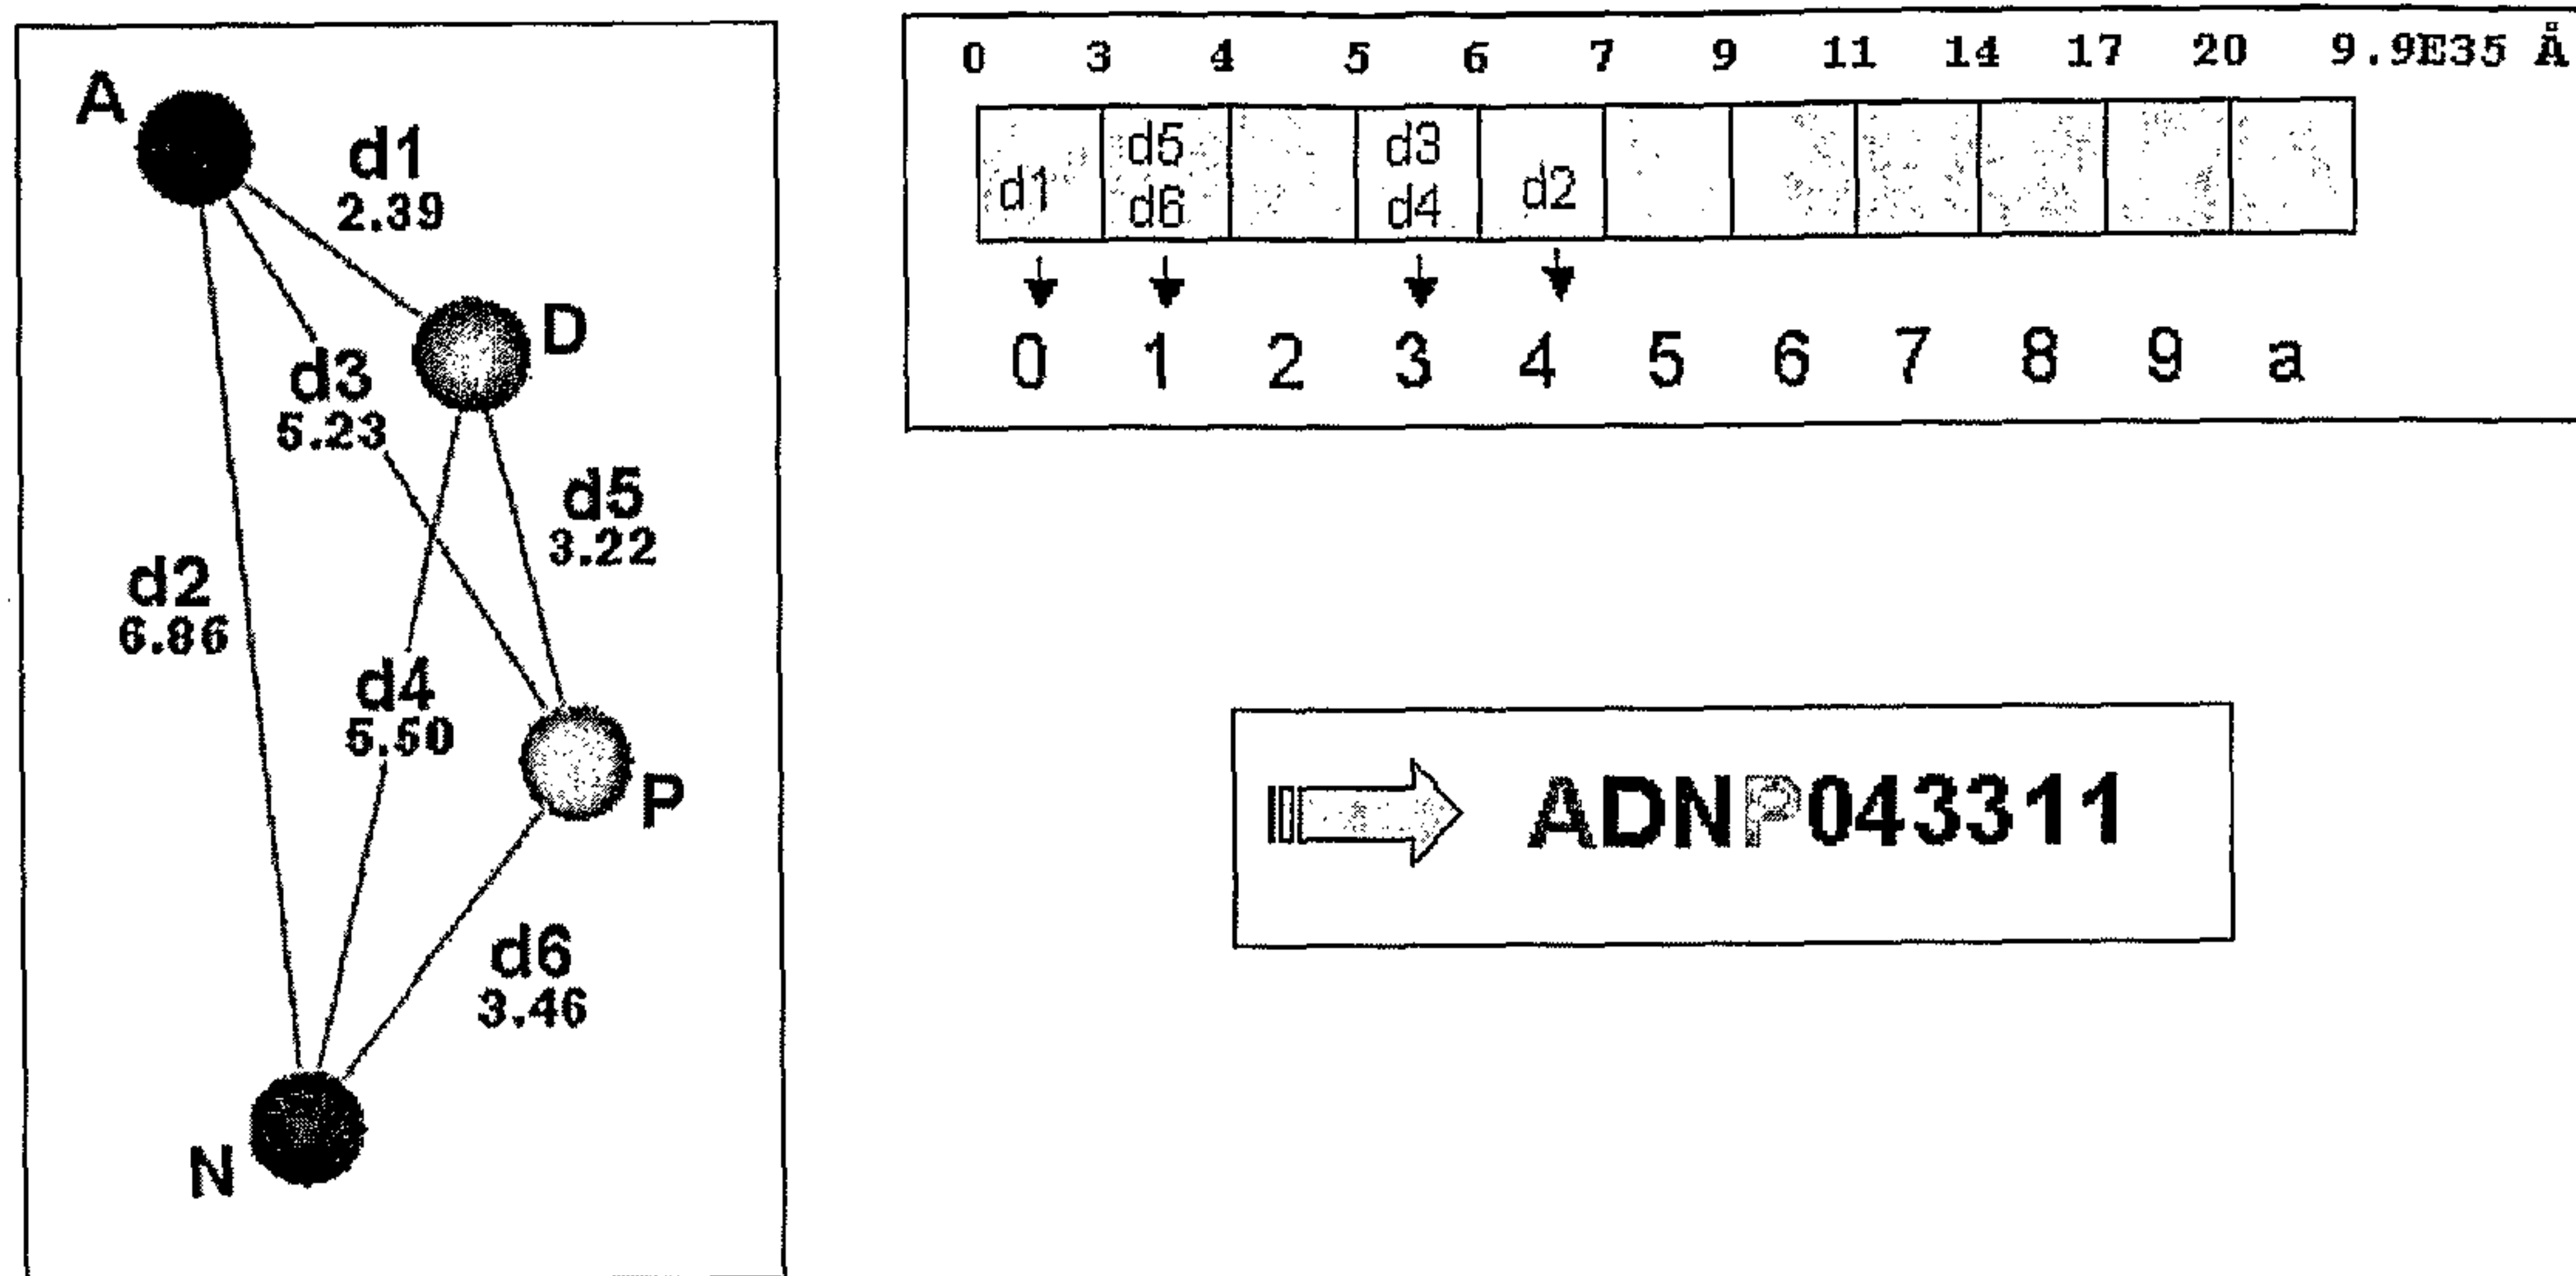 A
d1
2.39
D
d3
5.23
d5
3.22
d2
6.86
d4
5.50
P
d6
3.46
N
0 3 4 5 6 7 9 11 14 17 20 9.9E35 Å
d1 d5 d6 d3 d4 d2
0 1 2 3 4 5 6 7 8 9 a
ADNP043311